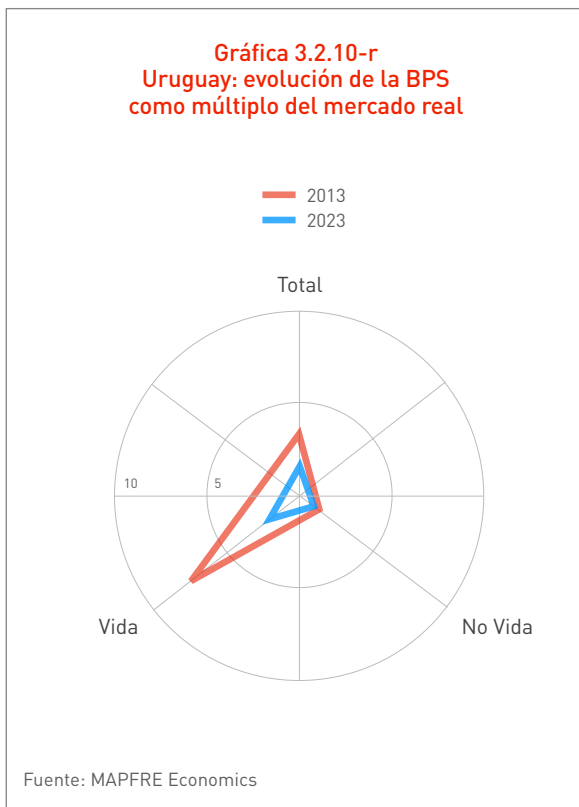 Gráfica 3.2.10-r
Uruguay: evolución de la BPS
como múltiplo del mercado real
2013
2023
Total
10
5
Vida
No Vida
Fuente: MAPFRE Economics